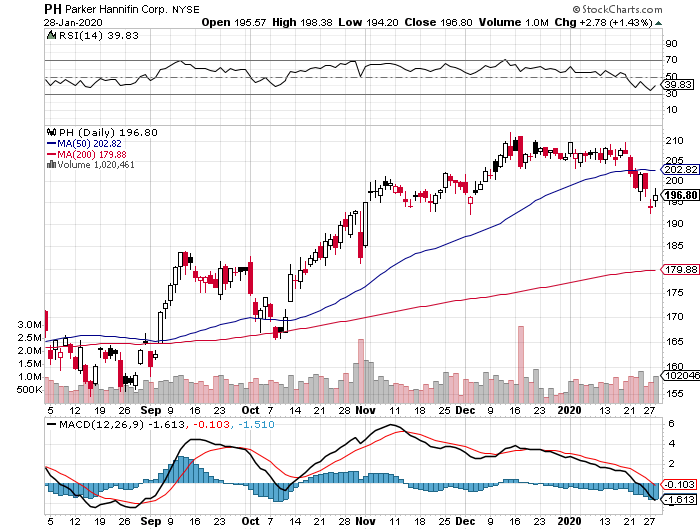 PH Parker Hannifin Corp. NYSE © StockCharts.com
28-Jan-2020 Open 195.57 High 198.38 Low 194.20 Close 196.80 Volume 1.0M Chg +2.78 (+1.43%)
RSI(14) 39.83
90
70
50
39.83
30
10
PH (Daily) 196.80
MA(50) 202.82
MA(200) 179.88
Volume 1,020,461
210
205
202.82
200
196.80
195
190
185
179.88
175
170
165
160
155
3.0M
2.5M
2.0M
1.5M
1.0M
500K
1020461
5 12 19 26 Sep 9 16 23 Oct 7 14 21 28 Nov 11 18 25 Dec 9 16 23 2020 13 21 27
MACD(12,26,9) -1.613, -0.103, -1.510
6
4
2
0
-0.103
-1.613
5 12 19 26 Sep 9 16 23 Oct 7 14 21 28 Nov 11 18 25 Dec 9 16 23 2020 13 21 27